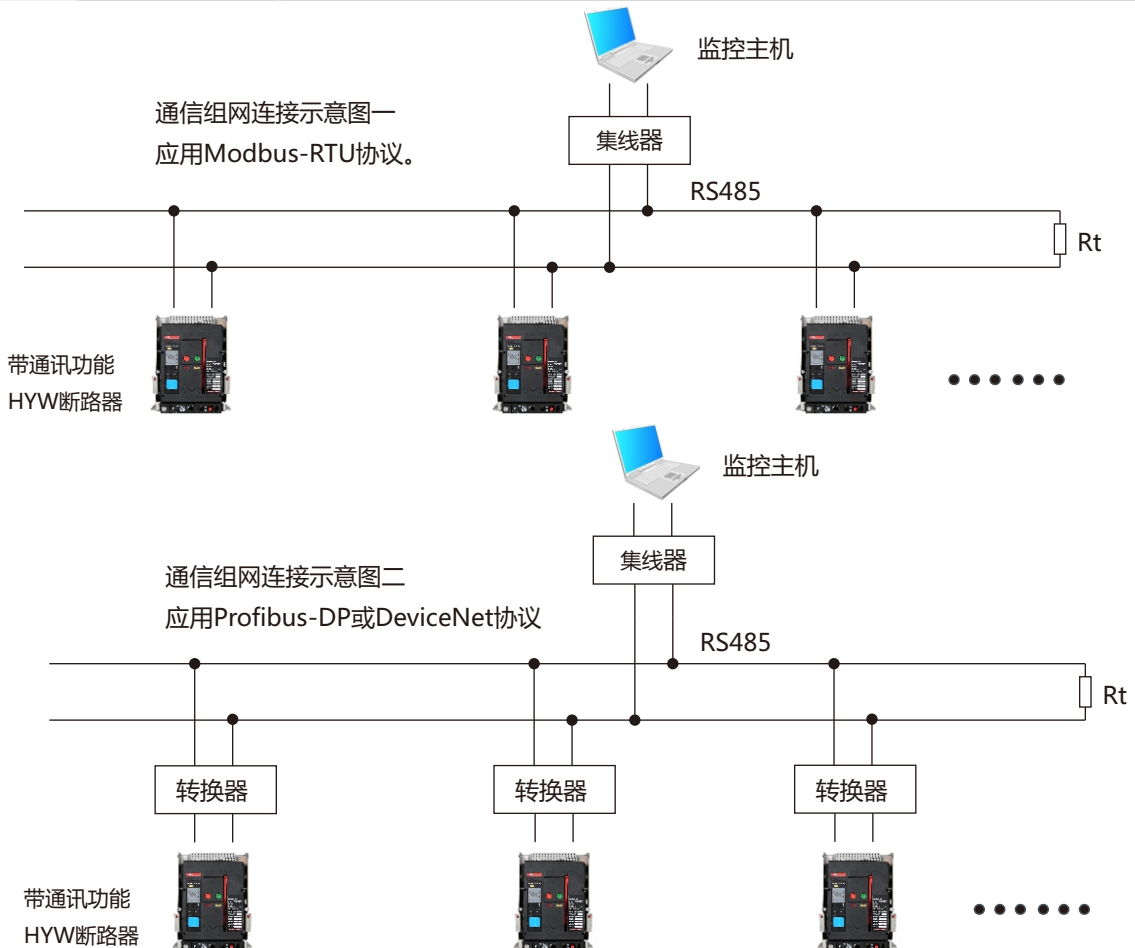 监控主机
通信组网连接示意图一
应用Modbus-RTU协议。
集线器
RS485
Rt
带通讯功能
HYW断路器
监控主机
集线器
通信组网连接示意图二
应用Profibus-DP或DeviceNet协议
RS485
Rt
转换器
转换器
转换器
带通讯功能
HYW断路器